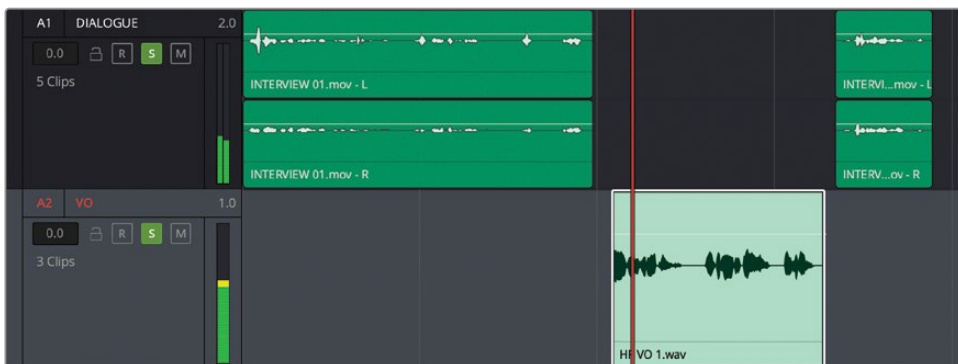 A1 DIALOGUE 2.0
0.0 R S M
5 Clips
INTERVIEW 01.mov - L
INTERVI...mov - L
INTERVIEW 01.mov - R
INTERV...ov - R
A2 VO 1.0
0.0 R S M
3 Clips
VO 1.wav